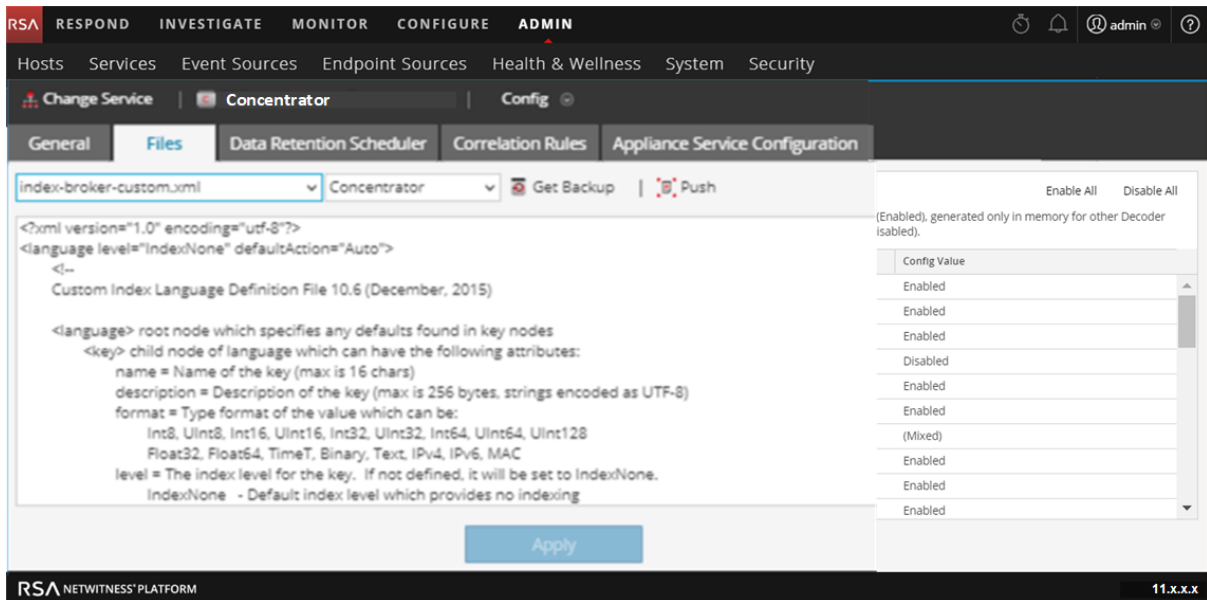 RSA RESPOND INVESTIGATE MONITOR CONFIGURE ADMIN admin ?
Hosts Services Event Sources Endpoint Sources Health & Wellness System Security
Change Service | C Concentrator | Config
General Files Data Retention Scheduler Correlation Rules Appliance Service Configuration
index-broker-custom.xml Concentrator Get Backup | Push
<?xml version="1.0" encoding="utf-8"?>
<language level="IndexNone" defaultAction="Auto">
<!--
Custom Index Language Definition File 10.6 (December, 2015)
<language> root node which specifies any defaults found in key nodes
<key> child node of language which can have the following attributes:
name = Name of the key (max is 16 chars)
description = Description of the key (max is 256 bytes, strings encoded as UTF-8)
format = Type format of the value which can be:
Int8, UInt8, Int16, UInt16, Int32, UInt32, Int64, UInt64, UInt128
Float32, Float64, TimeT, Binary, Text, IPv4, IPv6, MAC
level = The index level for the key. If not defined, it will be set to IndexNone.
IndexNone - Default index level which provides no indexing
Apply
Enable All Disable All
(Enabled), generated only in memory for other Decoder
isabled).
Config Value
Enabled
Enabled
Enabled
Disabled
Enabled
Enabled
(Mixed)
Enabled
Enabled
Enabled
RSA NETWITNESS® PLATFORM 11.x.x.x